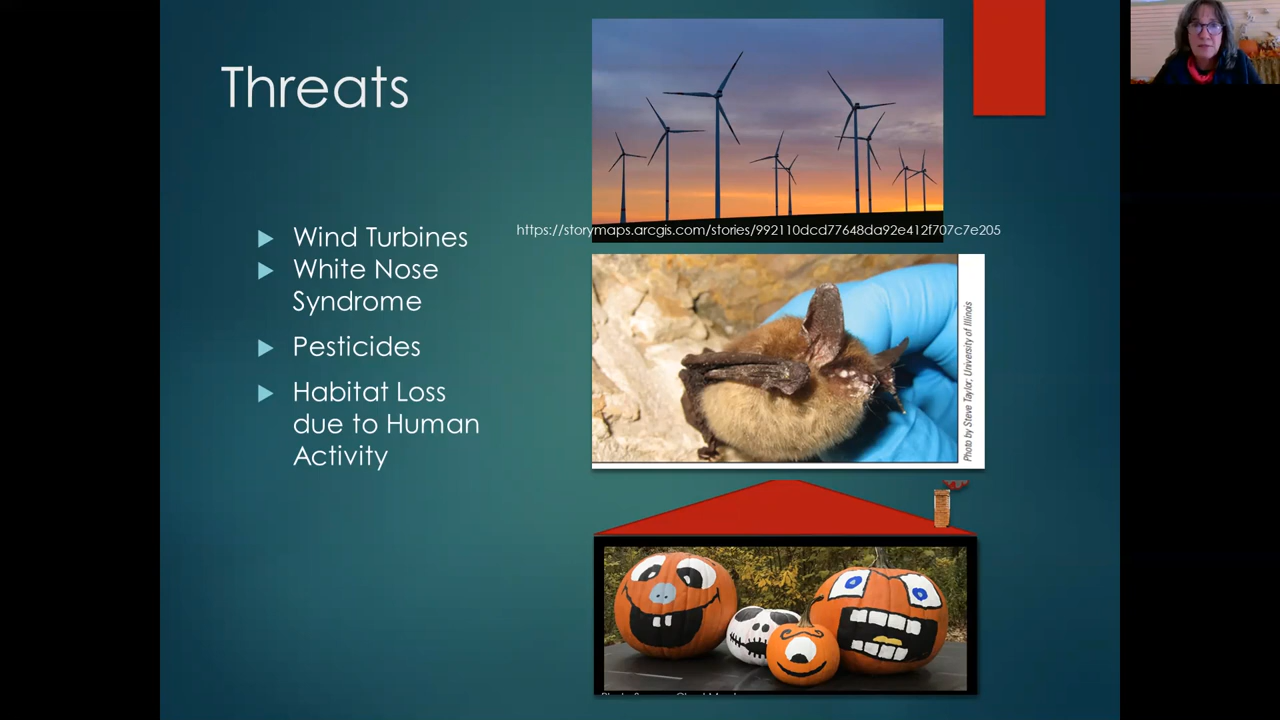 Threats
Wind Turbines
White Nose
Syndrome
Pesticides
Habitat Loss
due to Human
Activity
https://storymaps.arcgis.com/stories/992110dcd77648da92e412f707c7e205
Photo by Steve Taylor; University of Illinois